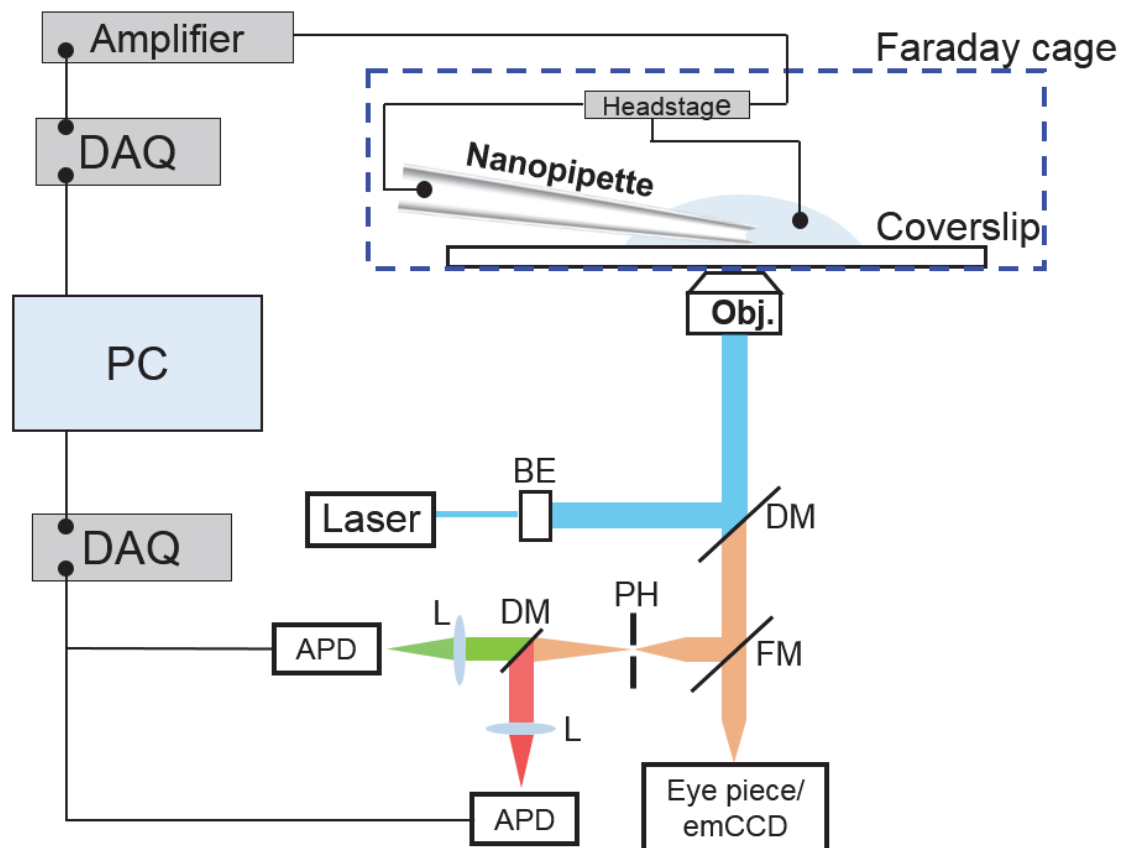 Amplifier
Faraday cage
Headstage
DAQ
Nanopipette
Coverslip
Obj.
PC
BE
Laser
DM
DAQ
PH
DM
L
FM
APD
L
Eye piece/
emCCD
APD